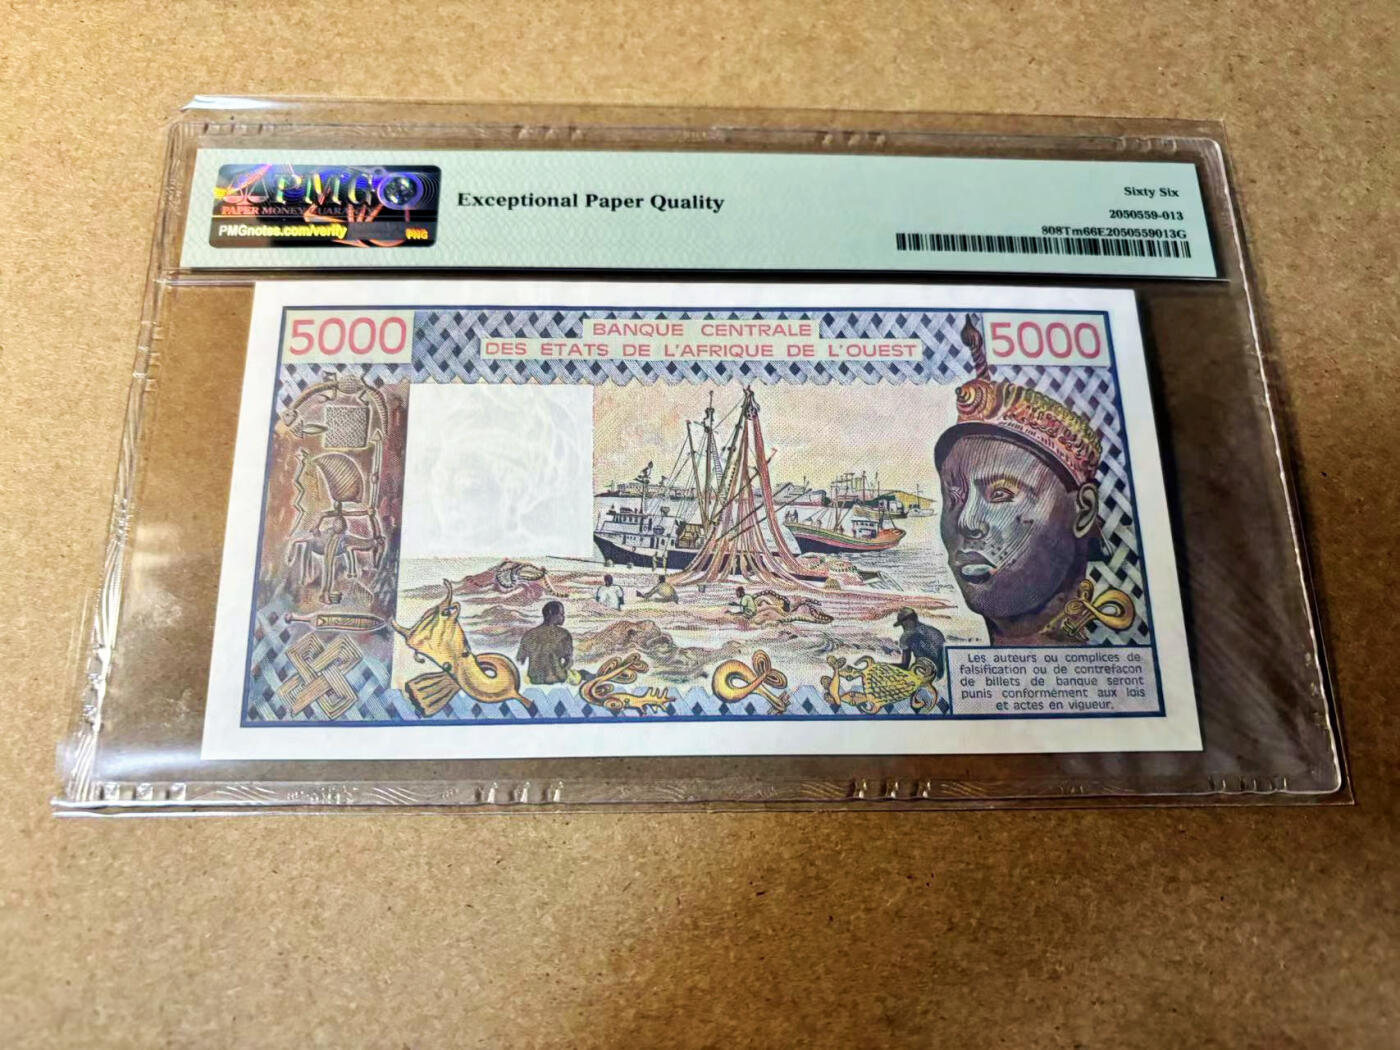 PMG
PAPER MONEY GUARANTY
PMGnotes.com/verify
PMG
Exceptional Paper Quality
Sixty Six
2050559-013
808Tm66E2050559013G
5000
BANQUE CENTRALE
DES ETATS DE L'AFRIQUE DE L'OUEST
5000
Les auteurs ou complices de
falsification ou de contrefaçon
de billets de banque seront
punis conformément aux lois
et actes en vigueur.